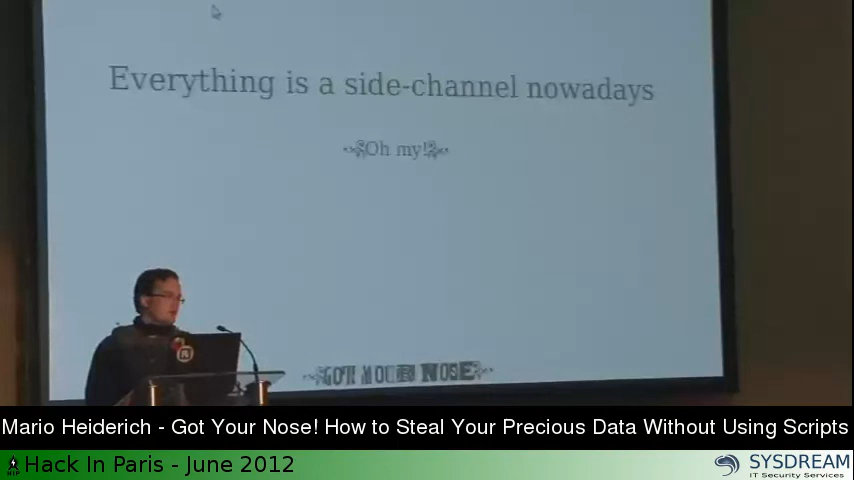 Everything is a side-channel nowadays
Oh my!
GOT YOUR NOSE
Mario Heiderich - Got Your Nose! How to Steal Your Precious Data Without Using Scripts
Hack In Paris - June 2012
SYSDREAM
IT Security Services